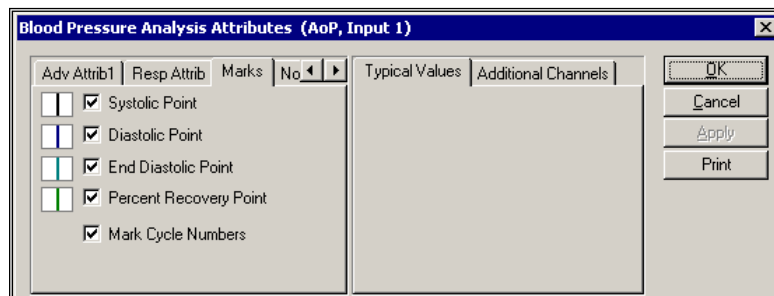 Blood Pressure Analysis Attributes (AoP, Input 1)
Adv Attrib1 Resp Attrib Marks No
Typical Values Additional Channels
Systolic Point
Diastolic Point
End Diastolic Point
Percent Recovery Point
Mark Cycle Numbers
OK
Cancel
Apply
Print